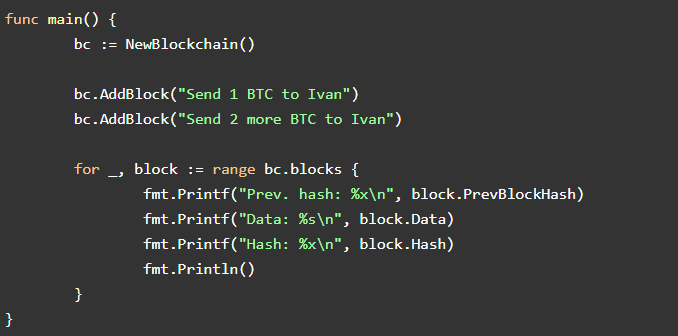 func main() {
        bc := NewBlockchain()

        bc.AddBlock("Send 1 BTC to Ivan")
        bc.AddBlock("Send 2 more BTC to Ivan")

        for _, block := range bc.blocks {
                fmt.Printf("Prev. hash: %x\n", block.PrevBlockHash)
                fmt.Printf("Data: %s\n", block.Data)
                fmt.Printf("Hash: %x\n", block.Hash)
                fmt.Println()
        }
}